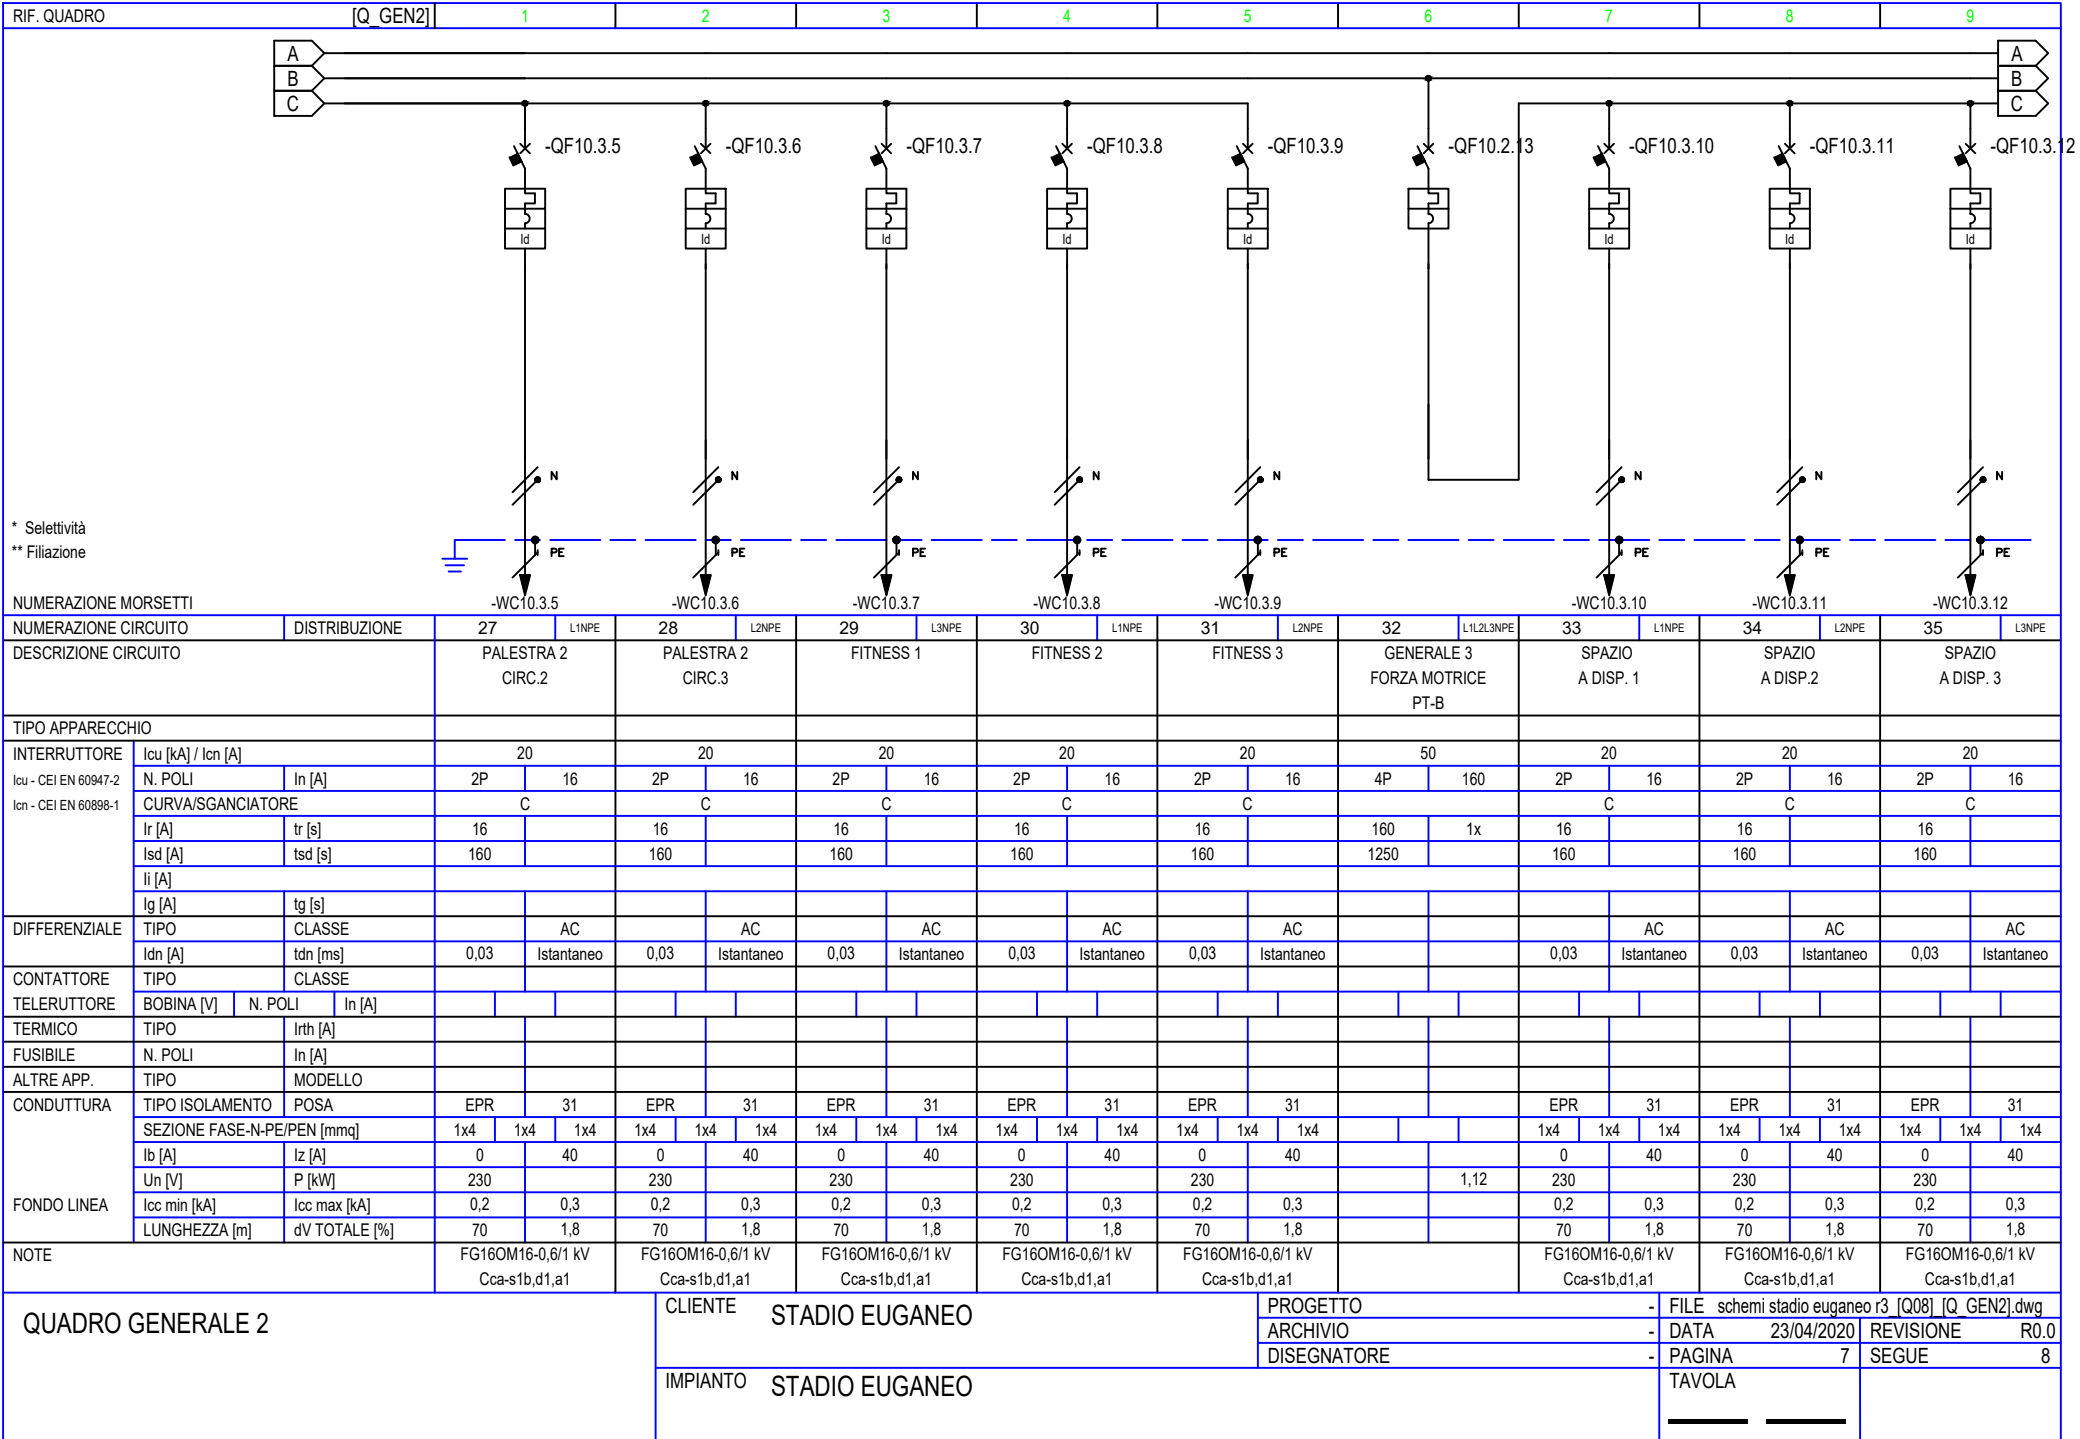 RIF. QUADRO [Q_GEN2] 1 2 3 4 5 6 7 8 9
A A
B B
C C
-QF10.3.5 -QF10.3.6 -QF10.3.7 -QF10.3.8 -QF10.3.9 -QF10.2.13 -QF10.3.10 -QF10.3.11 -QF10.3.12
Id Id Id Id Id Id Id Id
N N N N N N N N
* Selettività
** Filiazione
PE PE PE PE PE PE PE PE
NUMERAZIONE MORSETTI -WC10.3.5 -WC10.3.6 -WC10.3.7 -WC10.3.8 -WC10.3.9 -WC10.3.10 -WC10.3.11 -WC10.3.12
NUMERAZIONE CIRCUITO DISTRIBUZIONE 27 L1NPE 28 L2NPE 29 L3NPE 30 L1NPE 31 L2NPE 32 L1L2L3NPE 33 L1NPE 34 L2NPE 35 L3NPE
DESCRIZIONE CIRCUITO PALESTRA 2 PALESTRA 2 FITNESS 1 FITNESS 2 FITNESS 3 GENERALE 3 SPAZIO SPAZIO SPAZIO
CIRC.2 CIRC.3 FORZA MOTRICE A DISP. 1 A DISP.2 A DISP. 3
PT-B
TIPO APPARECCHIO
INTERRUTTORE Icu [kA] / Icn [A] 20 20 20 20 20 50 20 20 20
Icu - CEI EN 60947-2 N. POLI In [A] 2P 16 2P 16 2P 16 2P 16 2P 16 4P 160 2P 16 2P 16 2P 16
Icn - CEI EN 60898-1 CURVA/SGANCIATORE C C C C C C C C
Ir [A] tr [s] 16 16 16 16 16 160 1x 16 16 16
Isd [A] tsd [s] 160 160 160 160 160 1250 160 160 160
Ii [A]
Ig [A] tg [s]
DIFFERENZIALE TIPO CLASSE AC AC AC AC AC AC AC AC
Idn [A] tdn [ms] 0,03 Istantaneo 0,03 Istantaneo 0,03 Istantaneo 0,03 Istantaneo 0,03 Istantaneo 0,03 Istantaneo 0,03 Istantaneo 0,03 Istantaneo
CONTATTORE TIPO CLASSE
TELERUTTORE BOBINA [V] N. POLI In [A]
TERMICO TIPO Irth [A]
FUSIBILE N. POLI In [A]
ALTRE APP. TIPO MODELLO
CONDUTTURA TIPO ISOLAMENTO POSA EPR 31 EPR 31 EPR 31 EPR 31 EPR 31 EPR 31 EPR 31 EPR 31
SEZIONE FASE-N-PE/PEN [mmq] 1x4 1x4 1x4 1x4 1x4 1x4 1x4 1x4 1x4 1x4 1x4 1x4 1x4 1x4 1x4 1x4 1x4 1x4 1x4 1x4 1x4 1x4 1x4 1x4
Ib [A] Iz [A] 0 40 0 40 0 40 0 40 0 40 0 40 0 40 0 40
Un [V] P [kW] 230 230 230 230 230 1,12 230 230 230
FONDO LINEA Icc min [kA] Icc max [kA] 0,2 0,3 0,2 0,3 0,2 0,3 0,2 0,3 0,2 0,3 0,2 0,3 0,2 0,3 0,2 0,3
LUNGHEZZA [m] dV TOTALE [%] 70 1,8 70 1,8 70 1,8 70 1,8 70 1,8 70 1,8 70 1,8 70 1,8
NOTE FG16OM16-0,6/1 kV FG16OM16-0,6/1 kV FG16OM16-0,6/1 kV FG16OM16-0,6/1 kV FG16OM16-0,6/1 kV FG16OM16-0,6/1 kV FG16OM16-0,6/1 kV FG16OM16-0,6/1 kV
Cca-s1b,d1,a1 Cca-s1b,d1,a1 Cca-s1b,d1,a1 Cca-s1b,d1,a1 Cca-s1b,d1,a1 Cca-s1b,d1,a1 Cca-s1b,d1,a1 Cca-s1b,d1,a1
QUADRO GENERALE 2
CLIENTE STADIO EUGANEO
IMPIANTO STADIO EUGANEO
PROGETTO - FILE schemi stadio euganeo r3_[Q08]_[Q_GEN2].dwg
ARCHIVIO - DATA 23/04/2020 REVISIONE R0.0
DISEGNATORE - PAGINA 7 SEGUE 8
TAVOLA